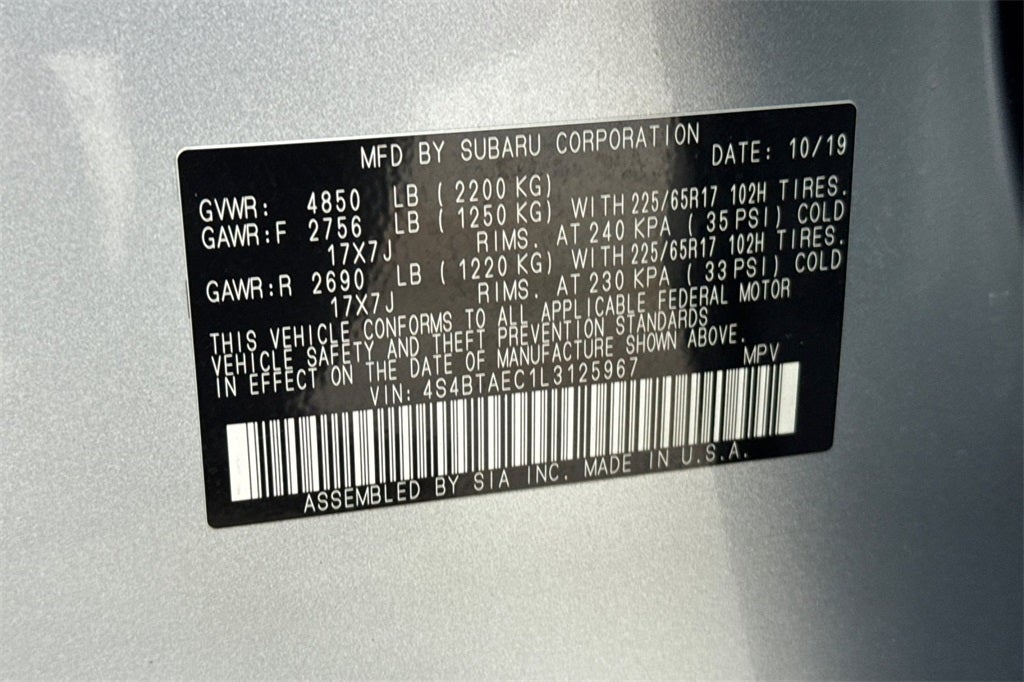 MFD BY SUBARU CORPORATION DATE: 10/19
GVWR: 4850 LB ( 2200 KG)
GAWR:F 2756 LB ( 1250 KG) WITH 225/65R17 102H TIRES.
17X7J RIMS. AT 240 KPA ( 35 PSI) COLD
GAWR:R 2690 LB ( 1220 KG) WITH 225/65R17 102H TIRES.
17X7J RIMS. AT 230 KPA ( 33 PSI) COLD
THIS VEHICLE CONFORMS TO ALL APPLICABLE FEDERAL MOTOR
VEHICLE SAFETY AND THEFT PREVENTION STANDARDS
IN EFFECT ON THE DATE OF MANUFACTURE SHOWN ABOVE.
VIN: 4S4BTAEC1L3125967 MPV
ASSEMBLED BY SIA INC. MADE IN U.S.A.